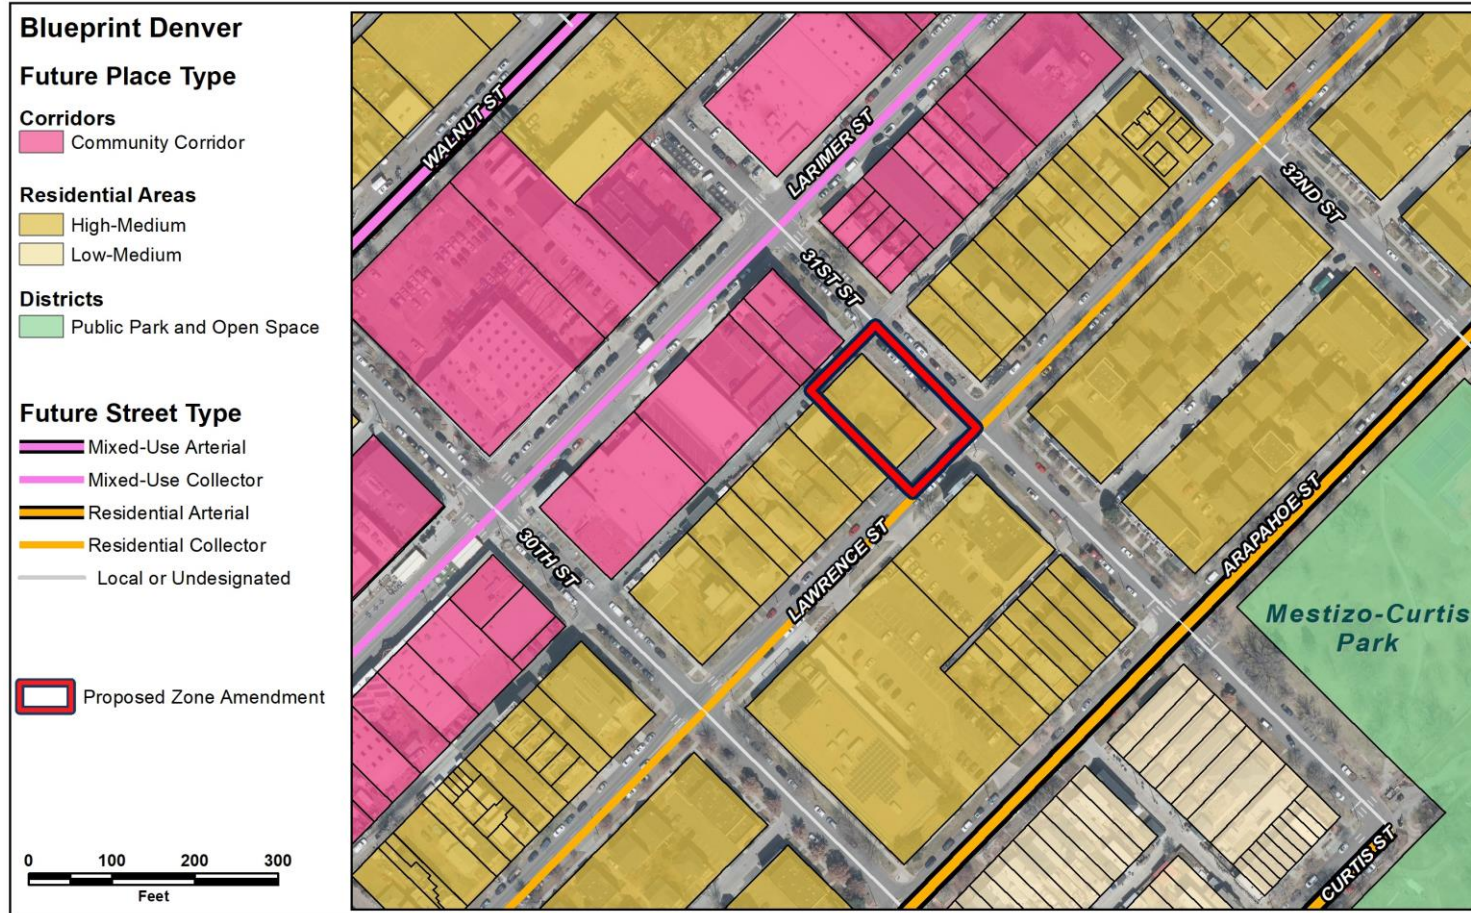 Blueprint Denver
Future Place Type
Corridors
Community Corridor
Residential Areas
High-Medium
Low-Medium
Districts
Public Park and Open Space
Future Street Type
Mixed-Use Arterial
Mixed-Use Collector
Residential Arterial
Residential Collector
Local or Undesignated
Proposed Zone Amendment
0 100 200 300
Feet
WALNUT ST
LARIMER ST
31ST ST
32ND ST
30TH ST
LAWRENCE ST
ARAPAHOE ST
Mestizo-Curtis
Park
CURTIS ST